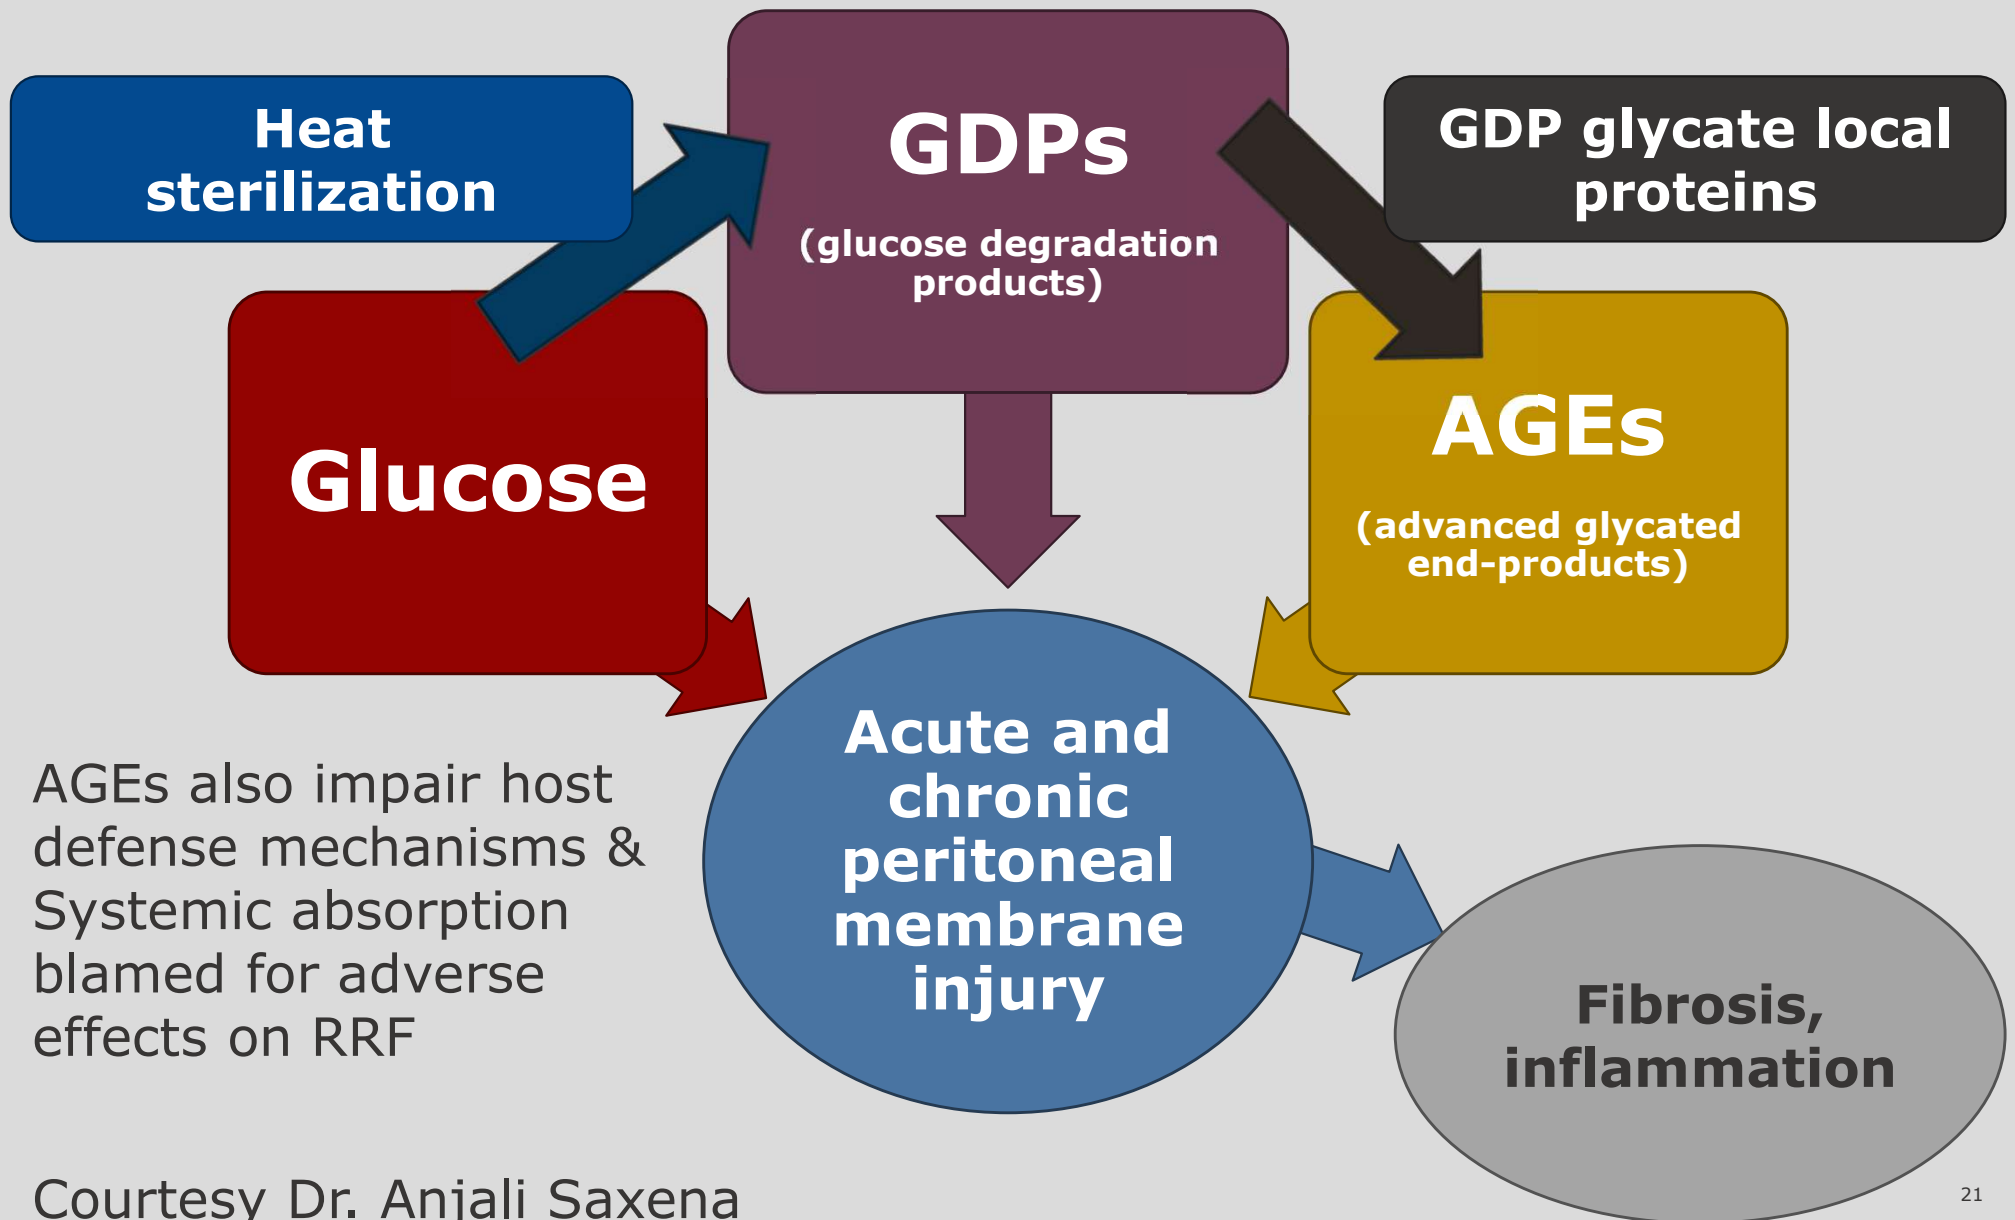 Heat
sterilization
GDPs
(glucose degradation
products)
GDP glycate local
proteins
Glucose
AGEs
(advanced glycated
end-products)
Acute and
chronic
peritoneal
membrane
injury
AGEs also impair host
defense mechanisms &
Systemic absorption
blamed for adverse
effects on RRF
Fibrosis,
inflammation
Courtesy Dr. Anjali Saxena
21